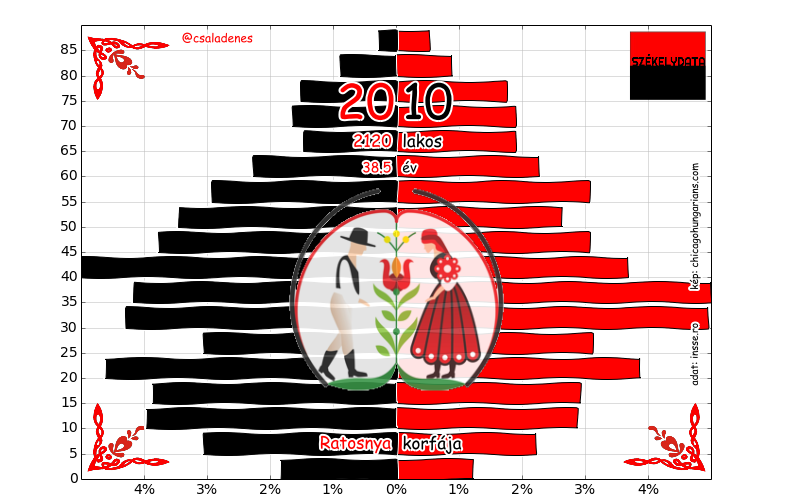 @csaladenes
SZÉKELYDATA
2010
2120 lakos
38.5 év
kép: chicagohungarians.com
adat: insse.ro
Ratosnya korfája
85
80
75
70
65
60
55
50
45
40
35
30
25
20
15
10
5
0
4% 3% 2% 1% 0% 1% 2% 3% 4%